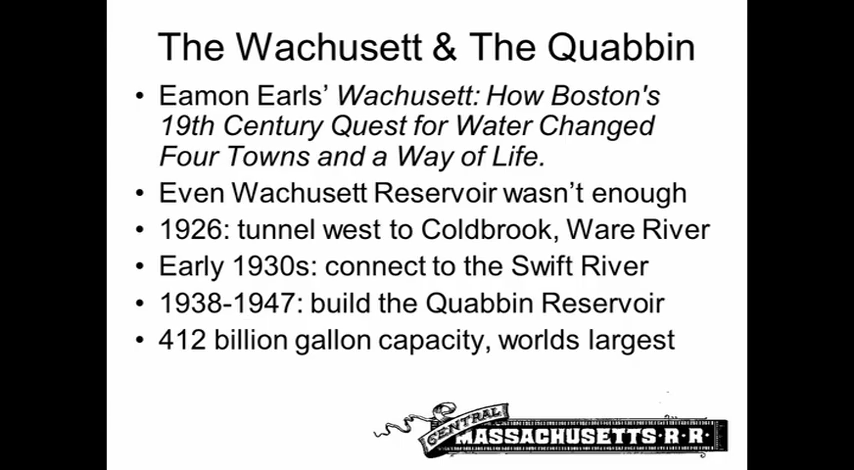 The Wachusett & The Quabbin
• Eamon Earls’ Wachusett: How Boston's
19th Century Quest for Water Changed
Four Towns and a Way of Life.
• Even Wachusett Reservoir wasn’t enough
• 1926: tunnel west to Coldbrook, Ware River
• Early 1930s: connect to the Swift River
• 1938-1947: build the Quabbin Reservoir
• 412 billion gallon capacity, worlds largest
CENTRAL
MASSACHUSETTS·R·R·